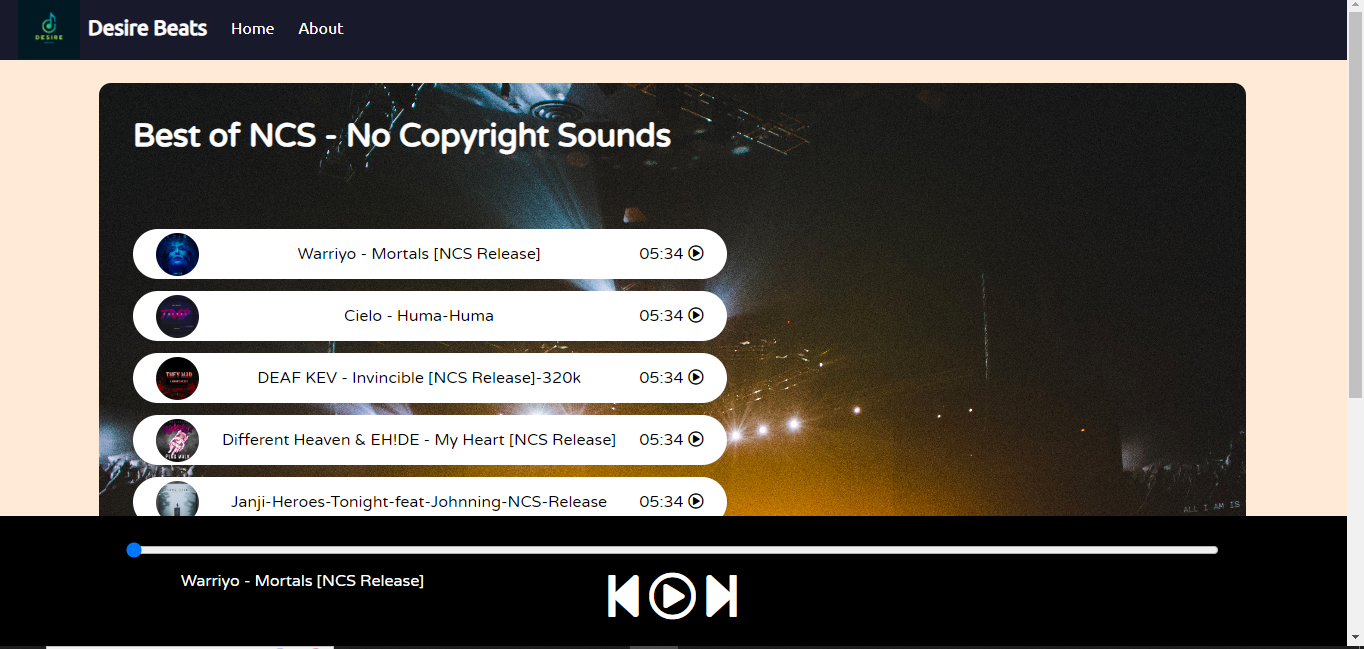 DESIRE
Desire Beats Home About
Best of NCS - No Copyright Sounds
Warriyo - Mortals [NCS Release] 05:34
Cielo - Huma-Huma 05:34
THEY MAD
DEAF KEV - Invincible [NCS Release]-320k 05:34
Different Heaven & EH!DE - My Heart [NCS Release] 05:34
Janji-Heroes-Tonight-feat-Johnning-NCS-Release 05:34
ALL I AM IS
Warriyo - Mortals [NCS Release]